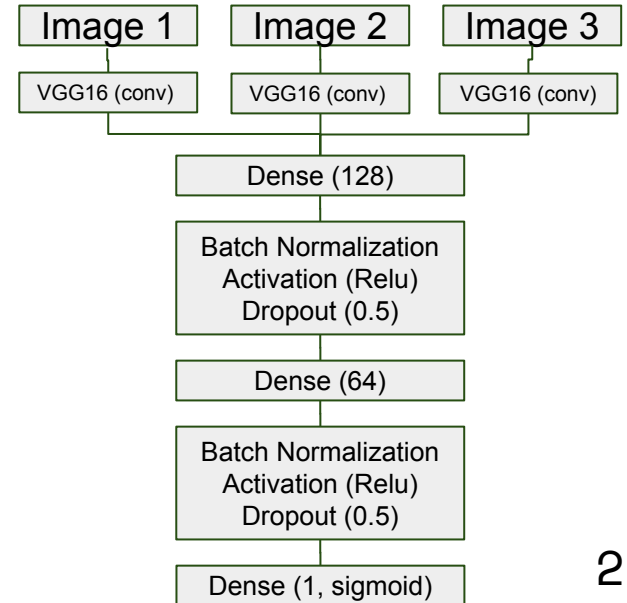 Image 1
Image 2
Image 3
VGG16 (conv)
VGG16 (conv)
VGG16 (conv)
Dense (128)
Batch Normalization
Activation (Relu)
Dropout (0.5)
Dense (64)
Batch Normalization
Activation (Relu)
Dropout (0.5)
Dense (1, sigmoid)
2